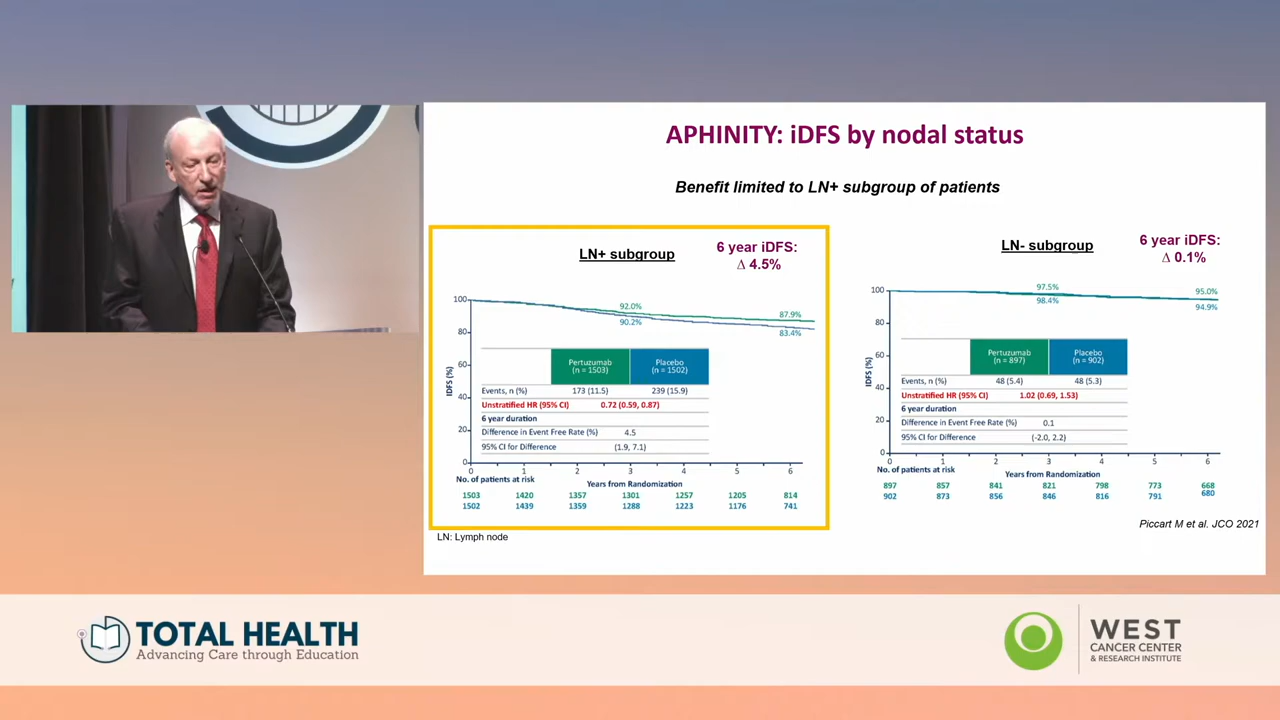 APHINITY: iDFS by nodal status
Benefit limited to LN+ subgroup of patients
LN+ subgroup
6 year iDFS:
Δ 4.5%
100
80
60
40
20
0
IDFS (%)
92.0%
90.2%
87.9%
83.4%
Pertuzumab
(n = 1503)
Placebo
(n = 1502)
Events, n (%) 173 (11.5) 239 (15.9)
Unstratified HR (95% CI) 0.72 (0.59, 0.87)
6 year duration
Difference in Event Free Rate (%) 4.5
95% CI for Difference (1.9, 7.1)
0 1 2 3 4 5 6
No. of patients at risk
Years from Randomization
1503 1420 1357 1301 1257 1205 814
1502 1439 1359 1288 1223 1176 741
LN: Lymph node
LN- subgroup
6 year iDFS:
Δ 0.1%
100
80
60
40
20
0
IDFS (%)
97.5%
98.4%
95.0%
94.9%
Pertuzumab
(n = 897)
Placebo
(n = 902)
Events, n (%) 48 (5.4) 48 (5.3)
Unstratified HR (95% CI) 1.02 (0.69, 1.53)
6 year duration
Difference in Event Free Rate (%) 0.1
95% CI for Difference (-2.0, 2.2)
0 1 2 3 4 5 6
No. of patients at risk
Years from Randomization
897 857 841 821 798 773 668
902 873 856 846 816 791 680
Piccart M et al. JCO 2021
TOTAL HEALTH
Advancing Care through Education
WEST
CANCER CENTER
& RESEARCH INSTITUTE